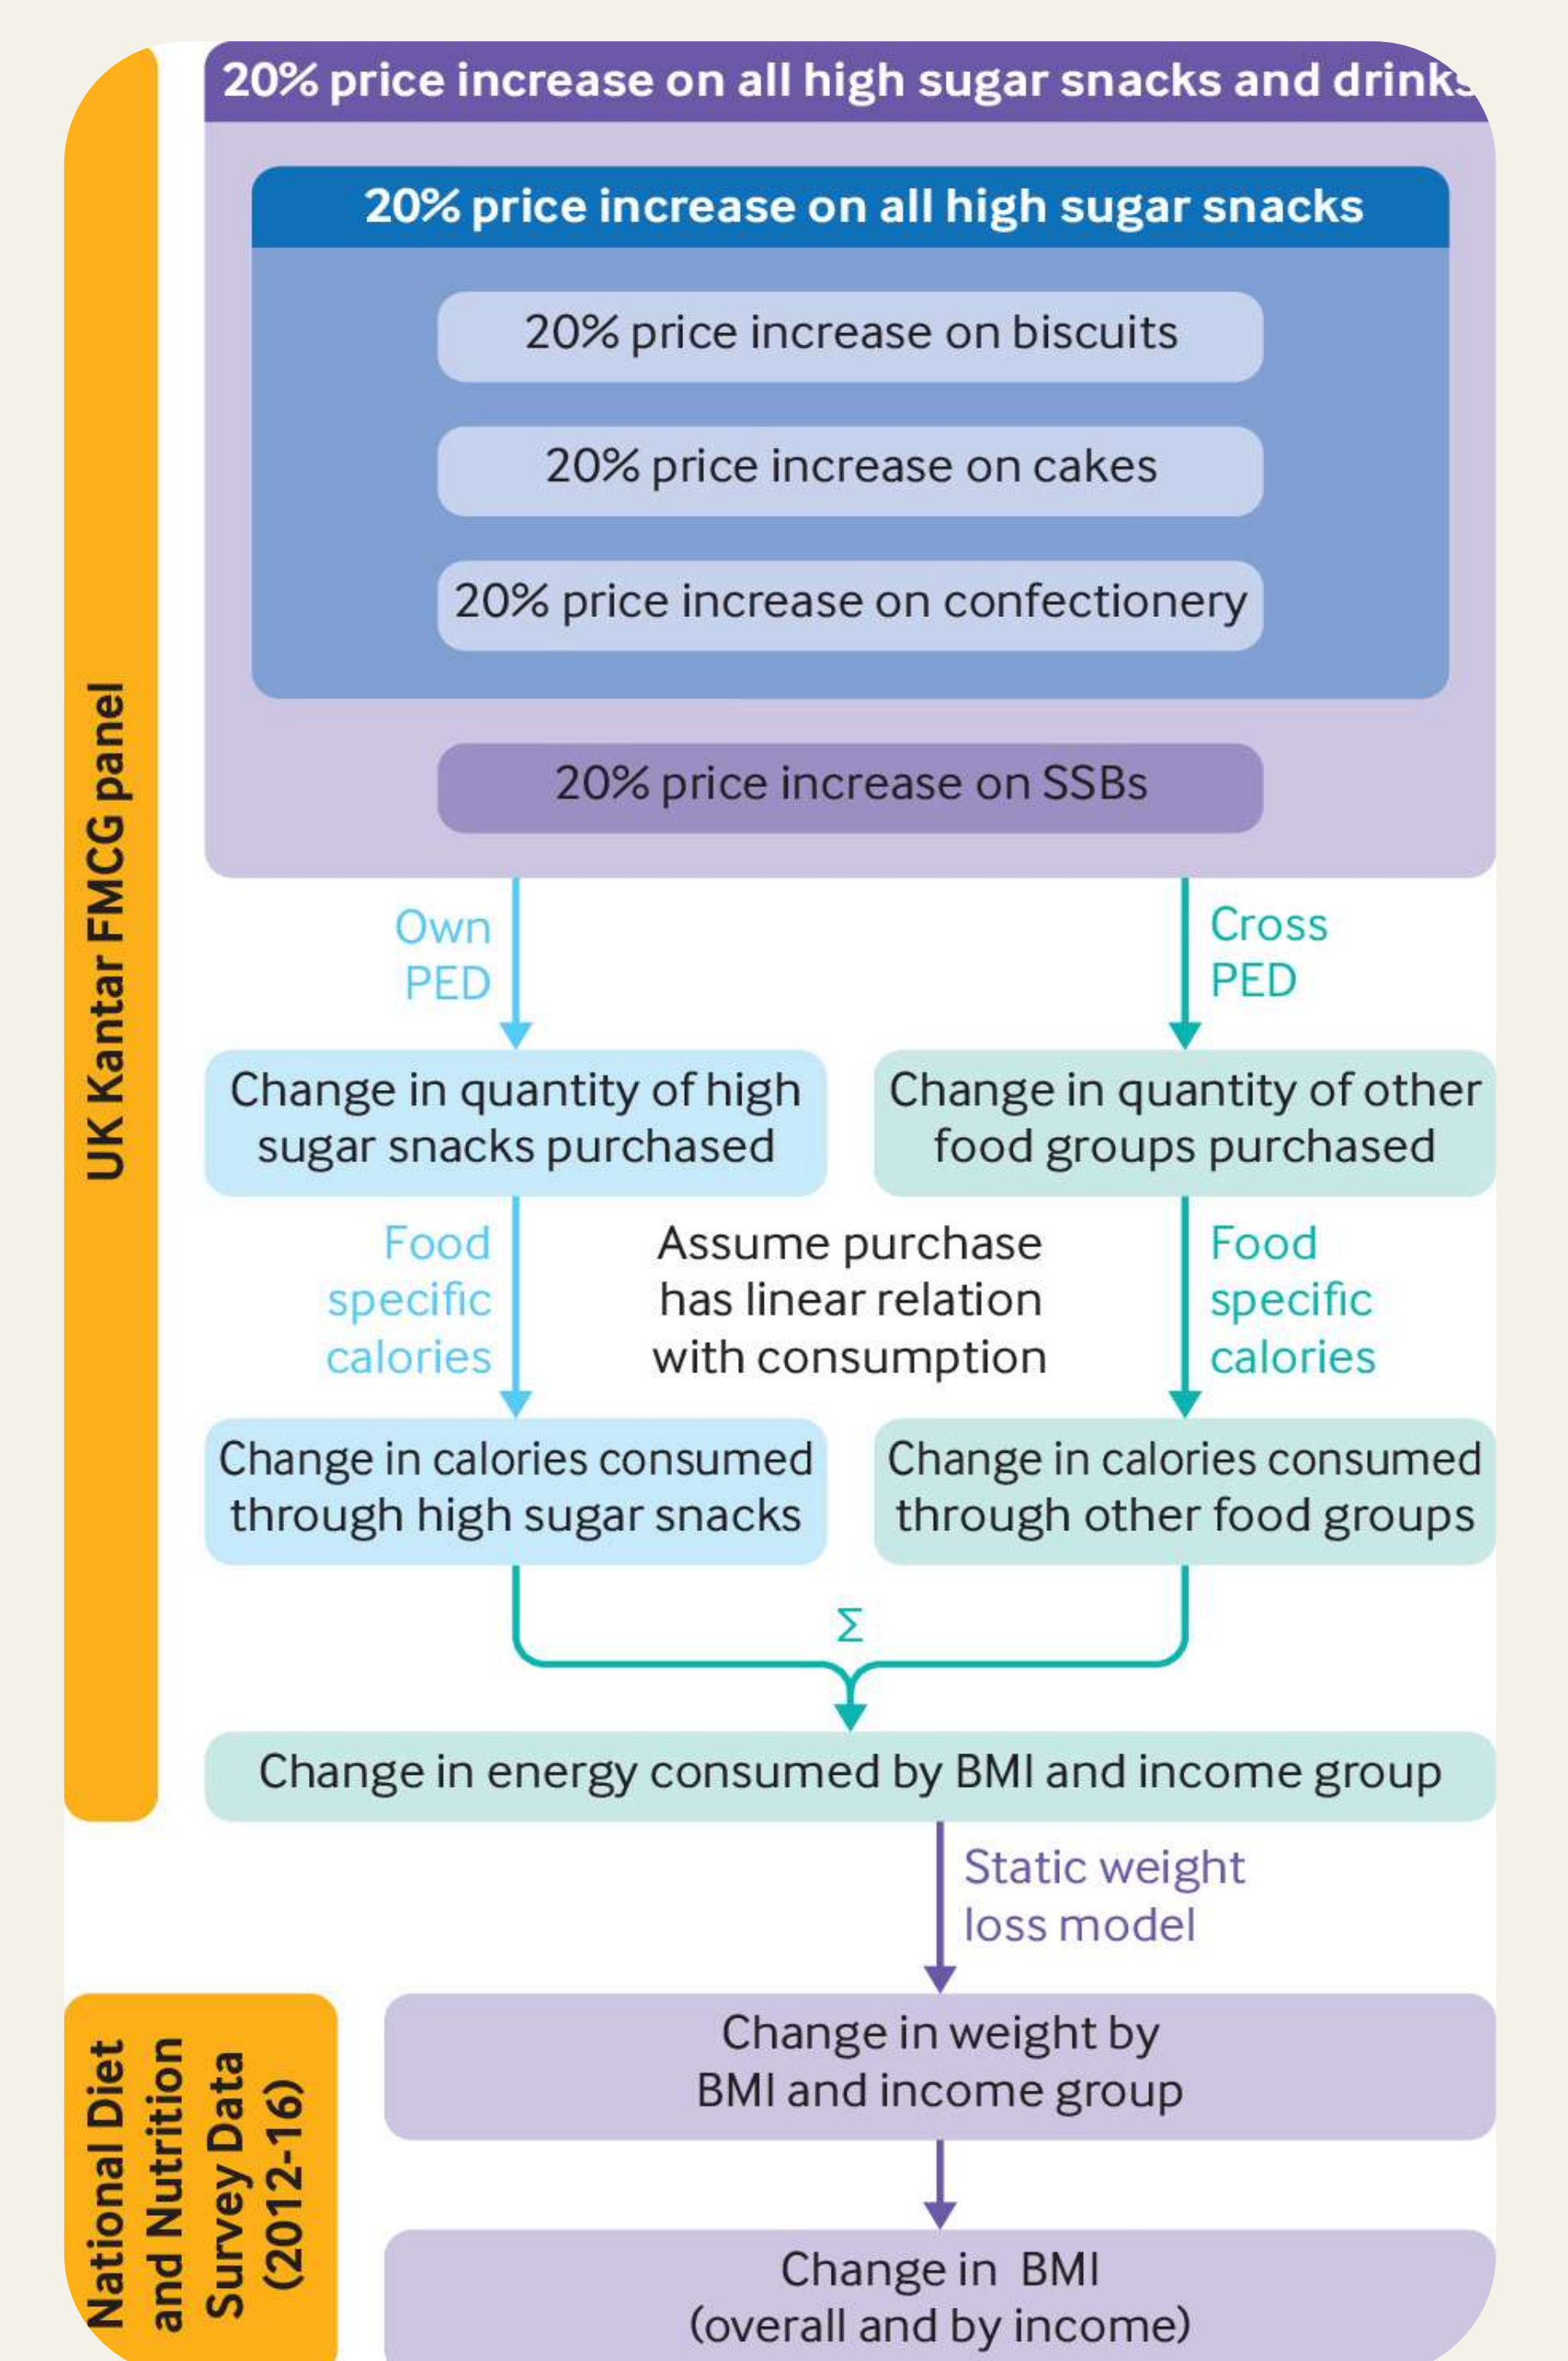 20% price increase on all high sugar snacks and drinks
20% price increase on all high sugar snacks
20% price increase on biscuits
20% price increase on cakes
20% price increase on confectionery
20% price increase on SSBs
UK Kantar FMCG panel
Own
PED
Cross
PED
Change in quantity of high
sugar snacks purchased
Change in quantity of other
food groups purchased
Food
specific
calories
Assume purchase
has linear relation
with consumption
Food
specific
calories
Change in calories consumed
through high sugar snacks
Change in calories consumed
through other food groups
Σ
Change in energy consumed by BMI and income group
Static weight
loss model
National Diet
and Nutrition
Survey Data
(2012-16)
Change in weight by
BMI and income group
Change in BMI
(overall and by income)